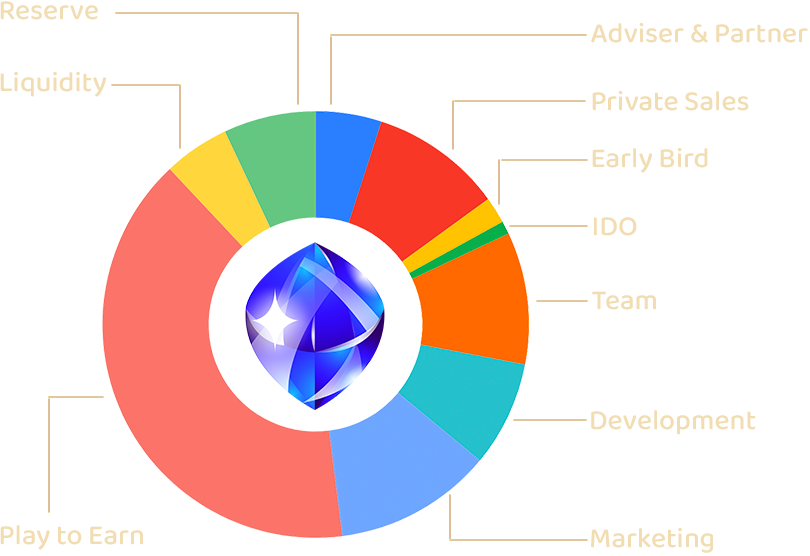 Reserve
Adviser & Partner
Liquidity
Private Sales
Early Bird
IDO
Team
Development
Play to Earn
Marketing